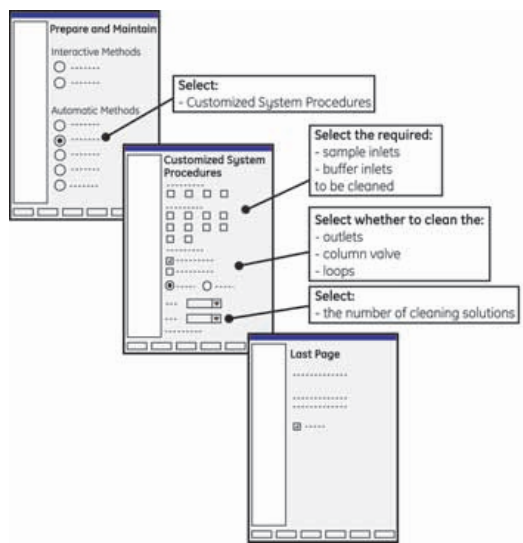 Prepare and Maintain
Interactive Methods
Automatic Methods
Select:
- Customized System Procedures
Customized System
Procedures
Select the required:
- sample inlets
- buffer inlets
to be cleaned
Select whether to clean the:
- outlets
- column valve
- loops
Select:
- the number of cleaning solutions
Last Page